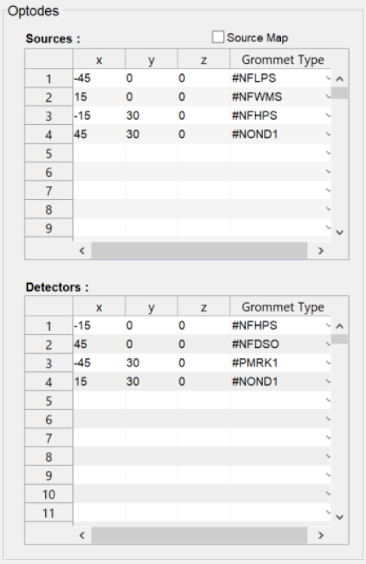 Optodes
Sources : Source Map
x y z Grommet Type
1 -45 0 0 #NFLPS
2 15 0 0 #NFWMS
3 -15 30 0 #NFHPS
4 45 30 0 #NOND1
5
6
7
8
9
Detectors :
x y z Grommet Type
1 -15 0 0 #NFHPS
2 45 0 0 #NFDSO
3 -45 30 0 #PMRK1
4 15 30 0 #NOND1
5
6
7
8
9
10
11